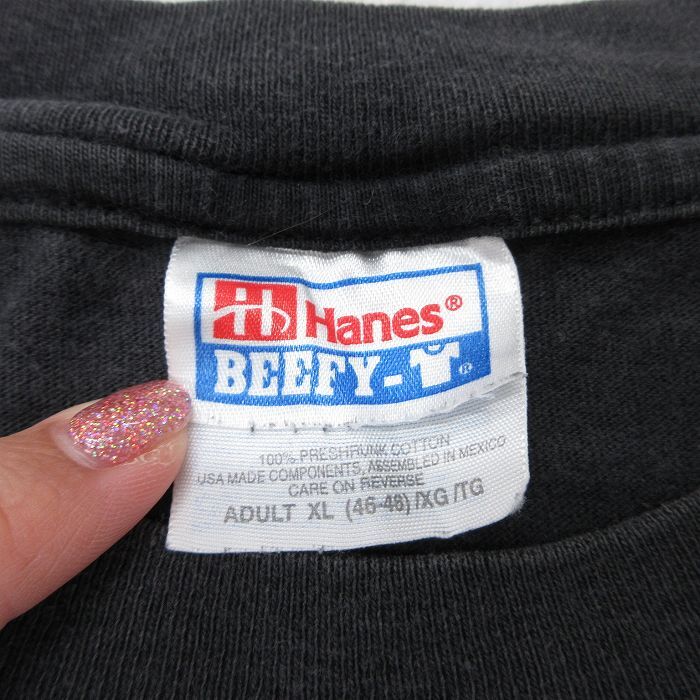 H Hanes®
BEEFY-T®
100% PRESHRUNK COTTON
USA MADE COMPONENTS, ASSEMBLED IN MEXICO
CARE ON REVERSE
ADULT XL (46-48)/XG/TG